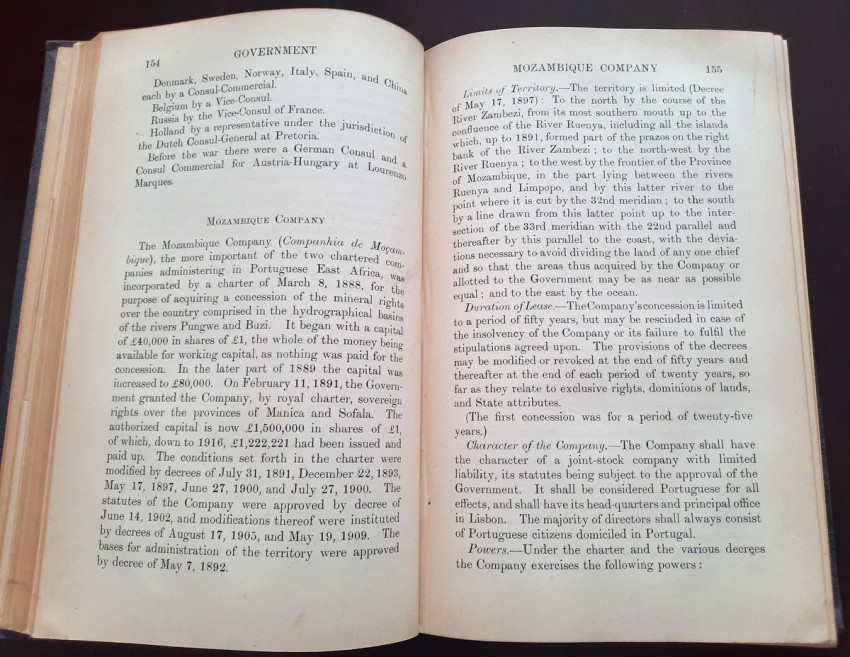 154
GOVERNMENT
Denmark, Sweden, Norway, Italy, Spain, and China
each by a Consul-Commercial.
Belgium by a Vice-Consul.
Russia by the Vice-Consul of France.
Holland by a representative under the jurisdiction of
the Dutch Consul-General at Pretoria.
Before the war there were a German Consul and a
Consul Commercial for Austria-Hungary at Lourenzo
Marques.
MOZAMBIQUE COMPANY
The Mozambique Company (Companhia de Moçam-
bique), the more important of the two chartered com-
panies administering in Portuguese East Africa, was
incorporated by a charter of March 8, 1888, for the
purpose of acquiring a concession of the mineral rights
over the country comprised in the hydrographical basins
of the rivers Pungwe and Buzi. It began with a capital
of £40,000 in shares of £1, the whole of the money being
available for working capital, as nothing was paid for the
concession. In the later part of 1889 the capital was
increased to £80,000. On February 11, 1891, the Govern-
ment granted the Company, by royal charter, sovereign
rights over the provinces of Manica and Sofala. The
authorized capital is now £1,500,000 in shares of £1,
of which, down to 1916, £1,222,221 had been issued and
paid up. The conditions set forth in the charter were
modified by decrees of July 31, 1891, December 22, 1893,
May 17, 1897, June 27, 1900, and July 27, 1900. The
statutes of the Company were approved by decree of
June 14, 1902, and modifications thereof were instituted
by decrees of August 17, 1905, and May 19, 1909. The
bases for administration of the territory were approved
by decree of May 7, 1892.
MOZAMBIQUE COMPANY
155
Limits of Territory.—The territory is limited (Decree
of May 17, 1897): To the north by the course of the
River Zambezi, from its most southern mouth up to the
confluence of the River Ruenya, including all the islands
which, up to 1891, formed part of the prazos on the right
bank of the River Zambezi; to the north-west by the
River Ruenya; to the west by the frontier of the Province
of Mozambique, in the part lying between the rivers
Ruenya and Limpopo, and by this latter river to the
point where it is cut by the 32nd meridian; to the south
by a line drawn from this latter point up to the inter-
section of the 33rd meridian with the 22nd parallel and
thereafter by this parallel to the coast, with the devia-
tions necessary to avoid dividing the land of any one chief
and so that the areas thus acquired by the Company or
allotted to the Government may be as near as possible
equal; and to the east by the ocean.
Duration of Lease.—The Company's concession is limited
to a period of fifty years, but may be rescinded in case of
the insolvency of the Company or its failure to fulfil the
stipulations agreed upon. The provisions of the decrees
may be modified or revoked at the end of fifty years and
thereafter at the end of each period of twenty years, so
far as they relate to exclusive rights, dominions of lands,
and State attributes.
(The first concession was for a period of twenty-five
years.)
Character of the Company.—The Company shall have
the character of a joint-stock company with limited
liability, its statutes being subject to the approval of the
Government. It shall be considered Portuguese for all
effects, and shall have its head-quarters and principal office
in Lisbon. The majority of directors shall always consist
of Portuguese citizens domiciled in Portugal.
Powers.—Under the charter and the various decrees
the Company exercises the following powers: